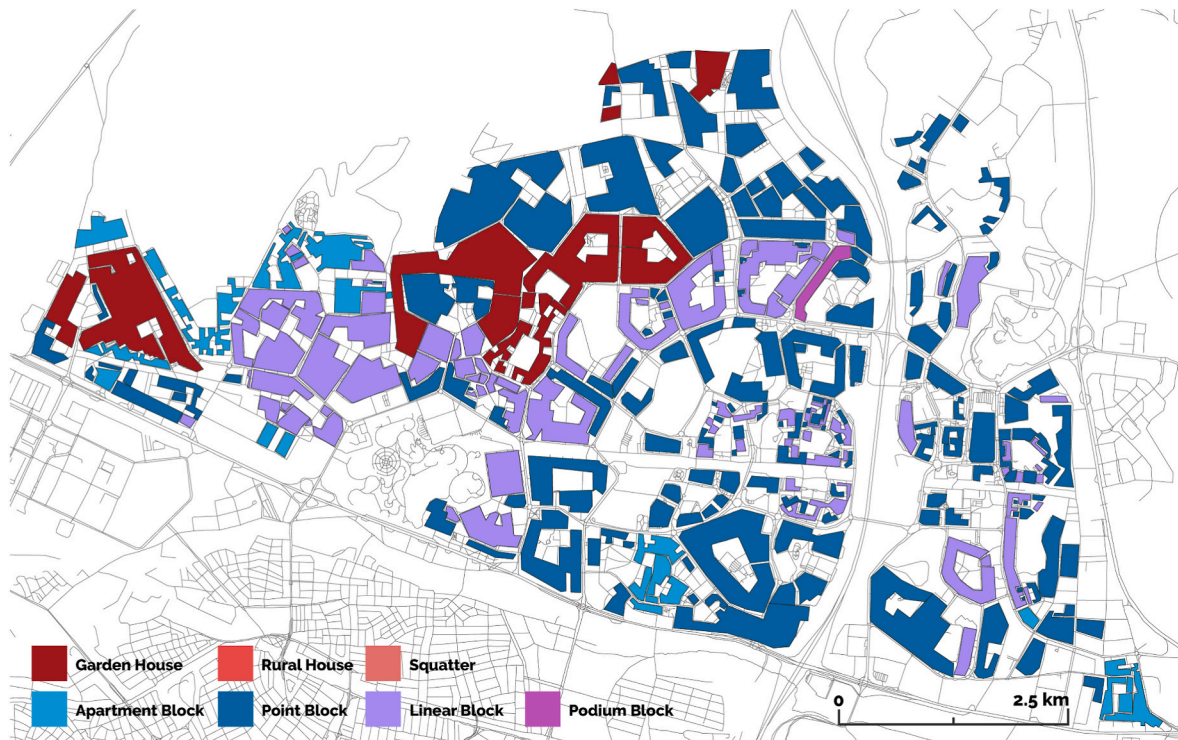 Garden House Rural House Squatter
Apartment Block Point Block Linear Block Podium Block
0 2.5 km